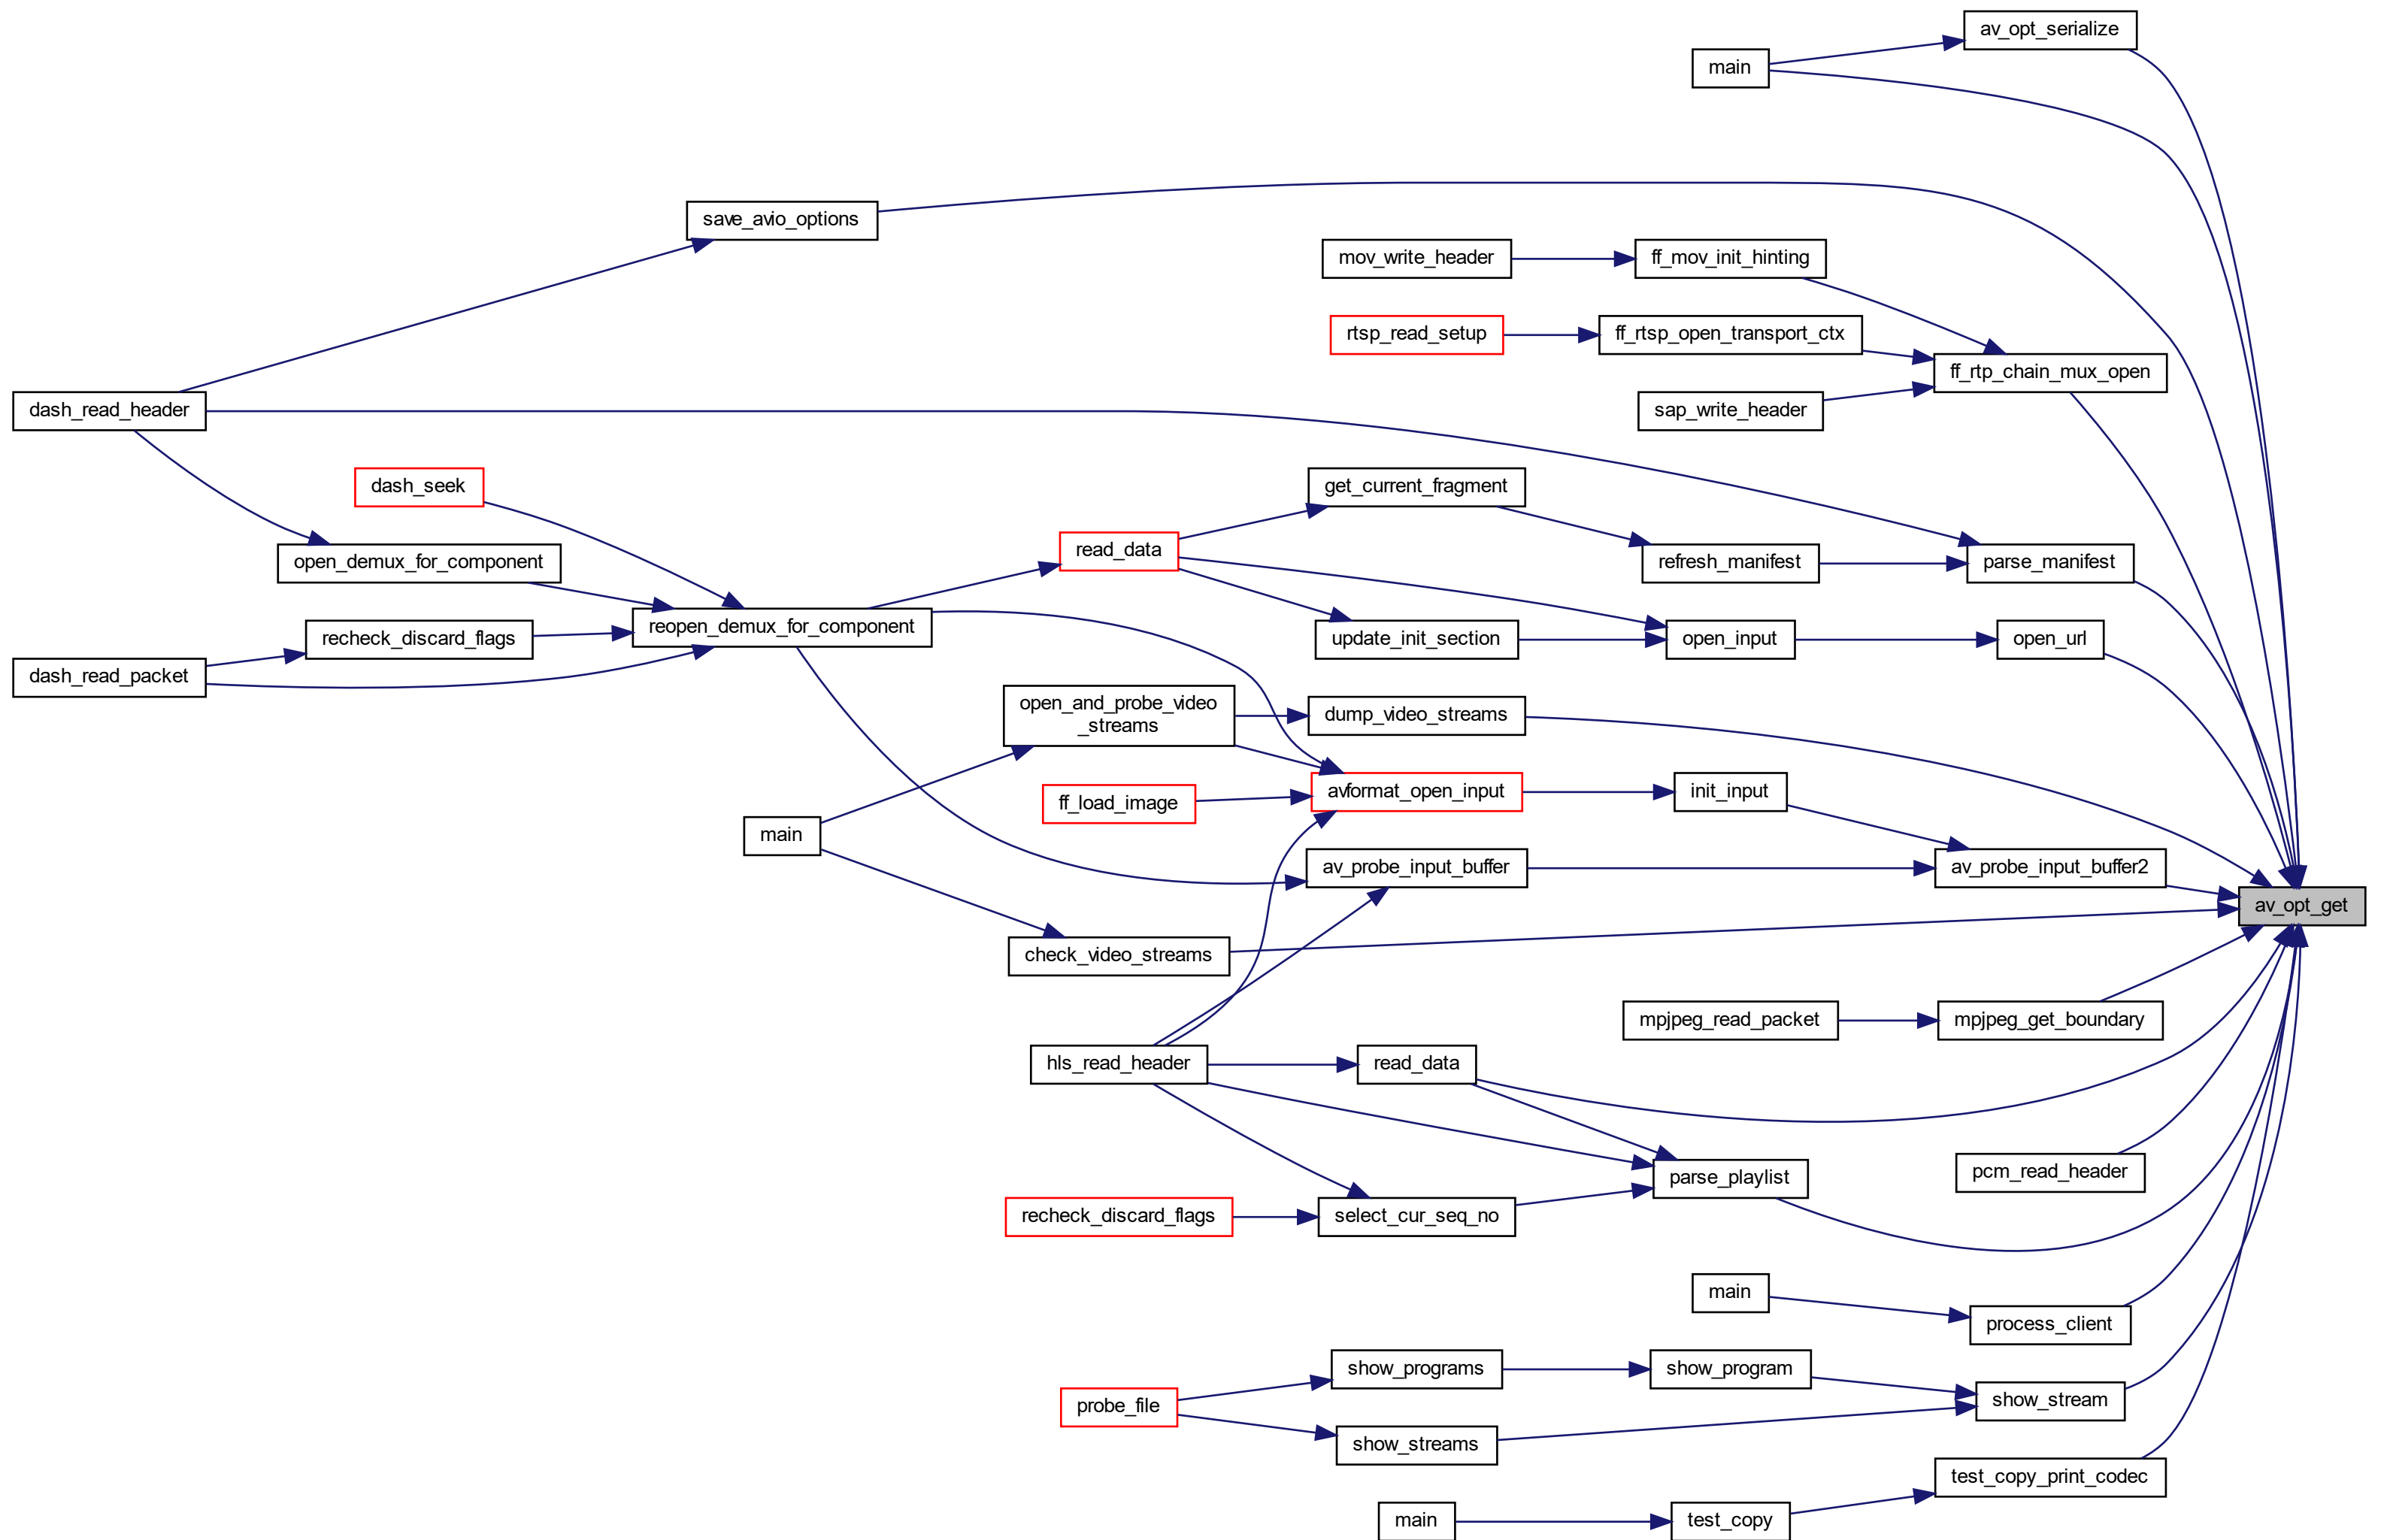 av_opt_serialize
main
save_avio_options
mov_write_header
ff_mov_init_hinting
rtsp_read_setup
ff_rtsp_open_transport_ctx
ff_rtp_chain_mux_open
dash_read_header
sap_write_header
dash_seek
get_current_fragment
read_data
open_demux_for_component
refresh_manifest
parse_manifest
reopen_demux_for_component
recheck_discard_flags
update_init_section
open_input
open_url
dash_read_packet
open_and_probe_video
_streams
dump_video_streams
ff_load_image
avformat_open_input
init_input
main
av_probe_input_buffer
av_probe_input_buffer2
av_opt_get
check_video_streams
mpjpeg_read_packet
mpjpeg_get_boundary
hls_read_header
read_data
pcm_read_header
parse_playlist
recheck_discard_flags
select_cur_seq_no
main
process_client
show_programs
show_program
probe_file
show_stream
show_streams
test_copy_print_codec
main
test_copy